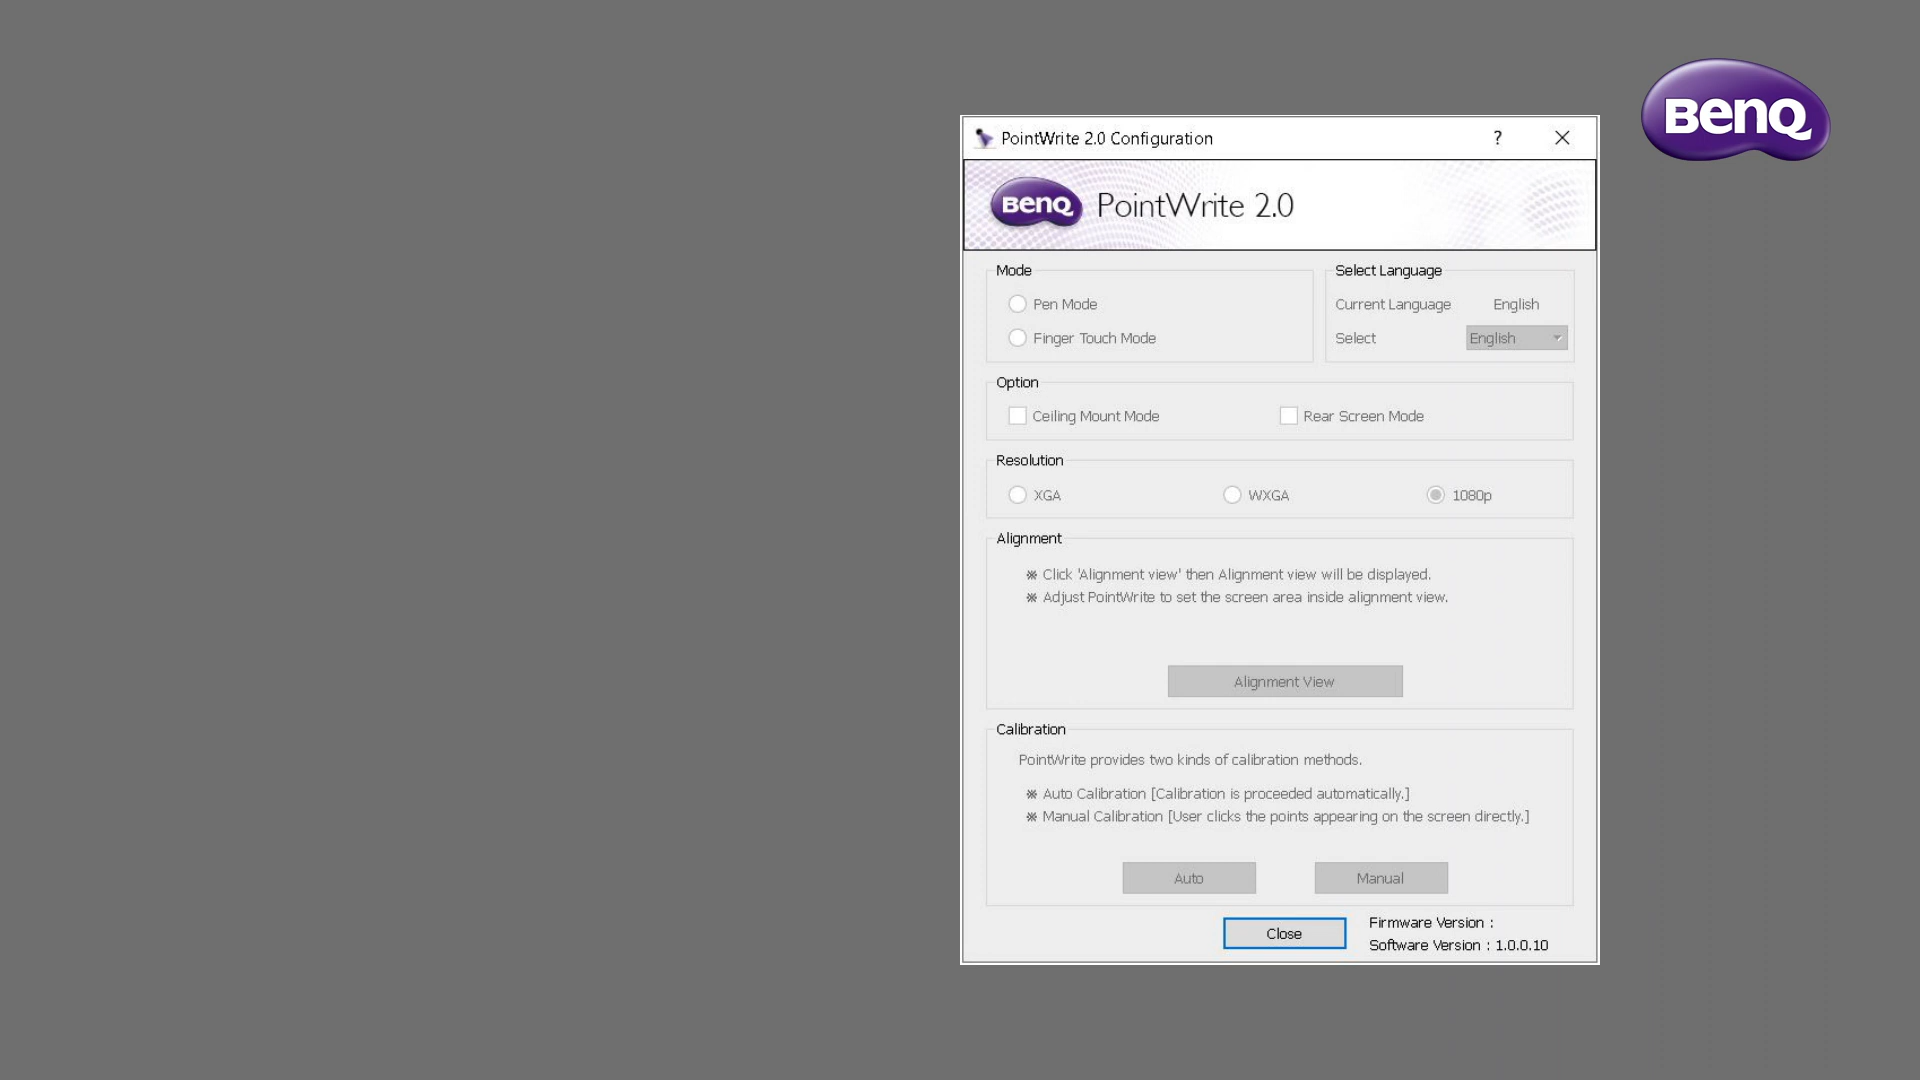 BenQ
PointWrite 2.0 Configuration ?
BenQ PointWrite 2.0
Mode
Pen Mode
Finger Touch Mode
Select Language
Current Language English
Select English
Option
Ceiling Mount Mode Rear Screen Mode
Resolution
XGA WXGA 1080p
Alignment
※ Click 'Alignment view' then Alignment view will be displayed.
※ Adjust PointWrite to set the screen area inside alignment view.
Alignment View
Calibration
PointWrite provides two kinds of calibration methods.
※ Auto Calibration [Calibration is proceeded automatically.]
※ Manual Calibration [User clicks the points appearing on the screen directly.]
Auto Manual
Close
Firmware Version :
Software Version : 1.0.0.10